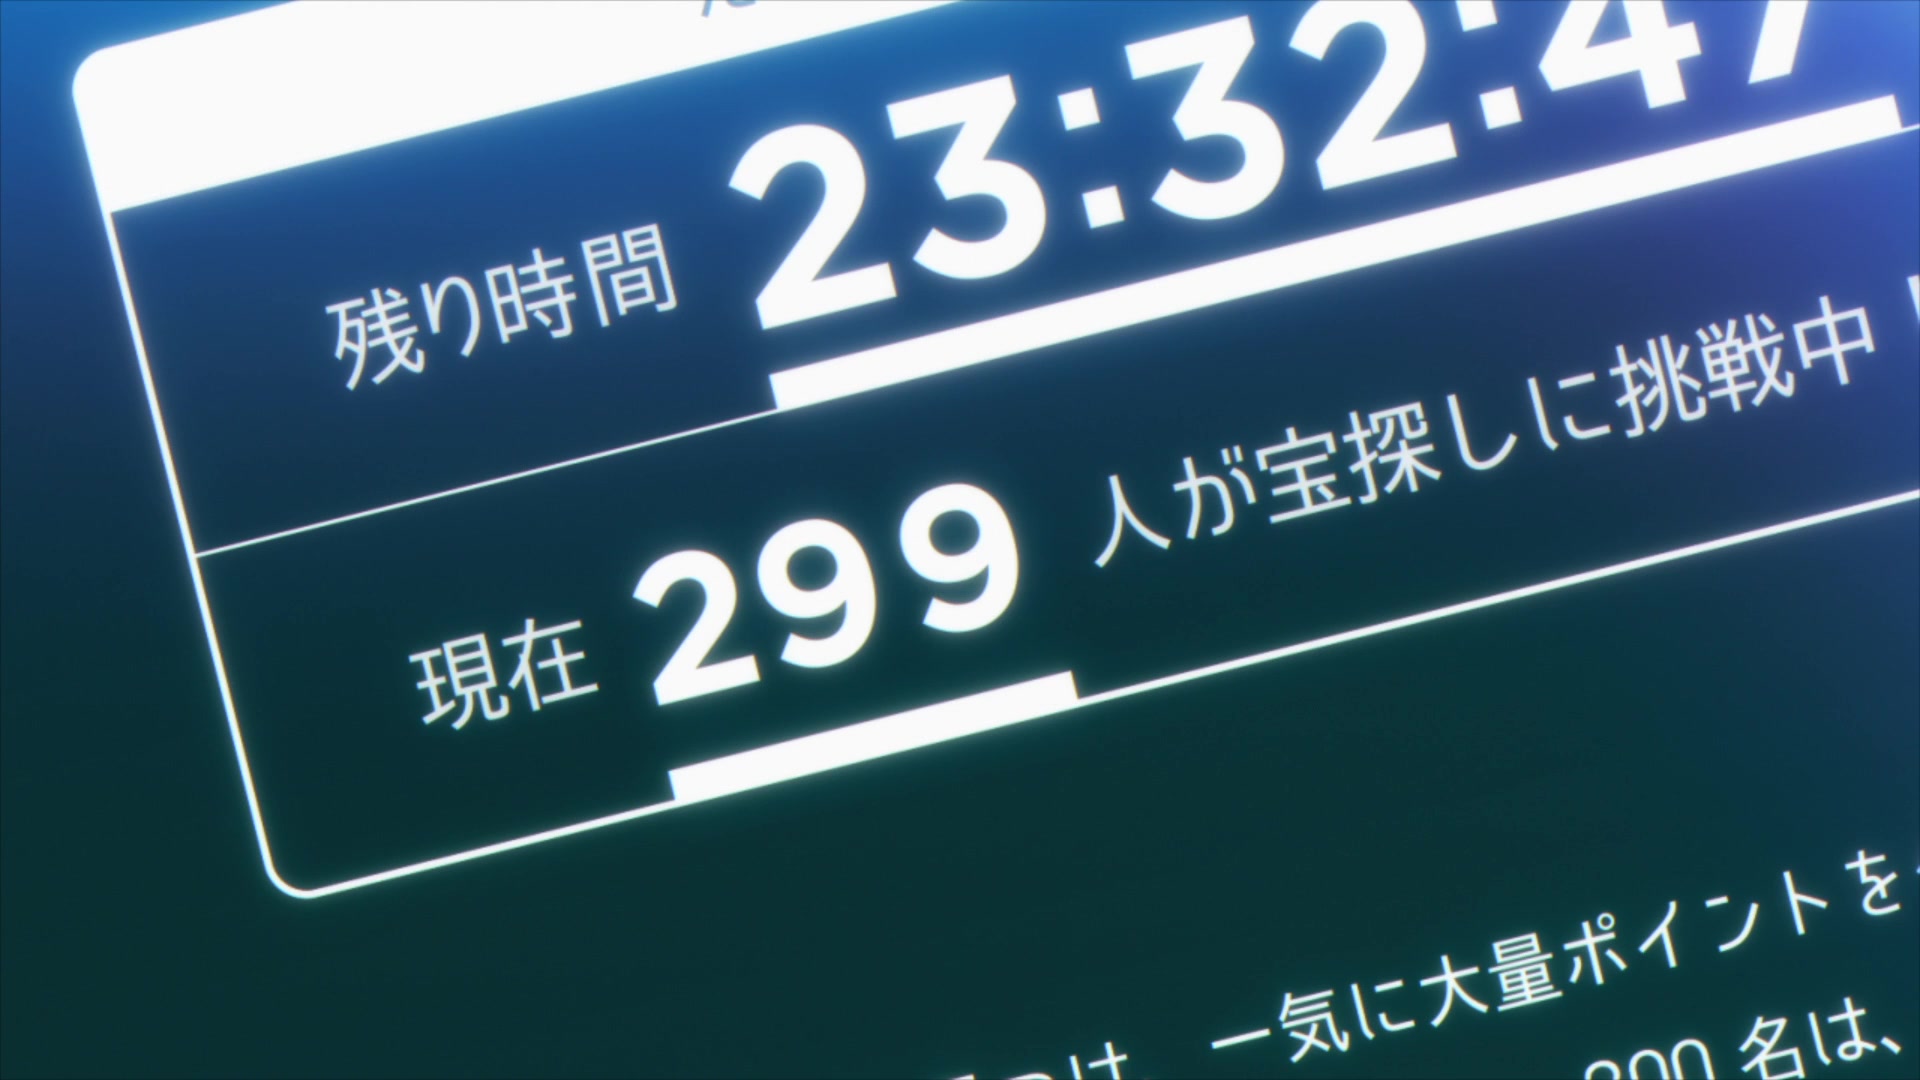 残り時間 23:32:47
現在 299 人が宝探しに挑戦中
は、一気に大量ポイントを
名は、